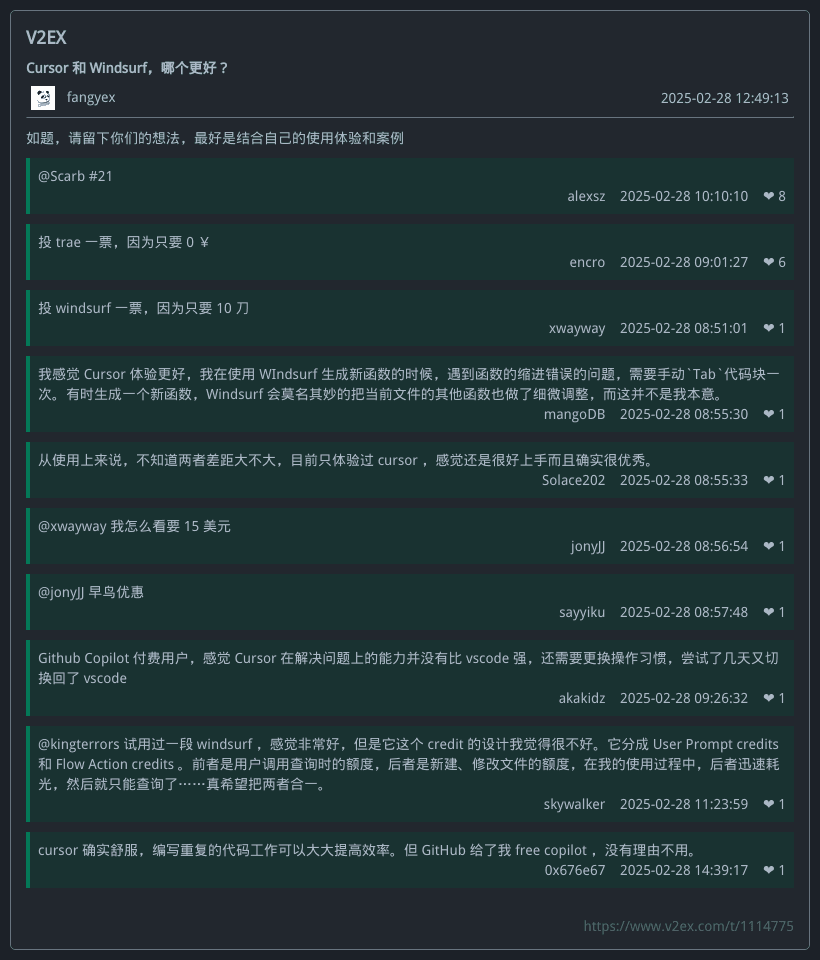 V2EX
Cursor 和 Windsurf，哪个更好？
fangyex 2025-02-28 12:49:13
如题，请留下你们的想法，最好是结合自己的使用体验和案例
@Scarb #21
alexsz 2025-02-28 10:10:10 ❤ 8
投 trae 一票，因为只要 0 ￥
encro 2025-02-28 09:01:27 ❤ 6
投 windsurf 一票，因为只要 10 刀
xwayway 2025-02-28 08:51:01 ❤ 1
我感觉 Cursor 体验更好，我在使用 WIndsurf 生成新函数的时候，遇到函数的缩进错误的问题，需要手动`Tab`代码块一
次。有时生成一个新函数，Windsurf 会莫名其妙的把当前文件的其他函数也做了细微调整，而这并不是我本意。
mangoDB 2025-02-28 08:55:30 ❤ 1
从使用上来说，不知道两者差距大不大，目前只体验过 cursor ，感觉还是很好上手而且确实很优秀。
Solace202 2025-02-28 08:55:33 ❤ 1
@xwayway 我怎么看要 15 美元
jonyJJ 2025-02-28 08:56:54 ❤ 1
@jonyJJ 早鸟优惠
sayyiku 2025-02-28 08:57:48 ❤ 1
Github Copilot 付费用户，感觉 Cursor 在解决问题上的能力并没有比 vscode 强，还需要更换操作习惯，尝试了几天又切
换回了 vscode
akakidz 2025-02-28 09:26:32 ❤ 1
@kingterrors 试用过一段 windsurf ，感觉非常好，但是它这个 credit 的设计我觉得很不好。它分成 User Prompt credits
和 Flow Action credits 。前者是用户调用查询时的额度，后者是新建、修改文件的额度，在我的使用过程中，后者迅速耗
光，然后就只能查询了……真希望把两者合一。
skywalker 2025-02-28 11:23:59 ❤ 1
cursor 确实舒服，编写重复的代码工作可以大大提高效率。但 GitHub 给了我 free copilot ，没有理由不用。
0x676e67 2025-02-28 14:39:17 ❤ 1
https://www.v2ex.com/t/1114775